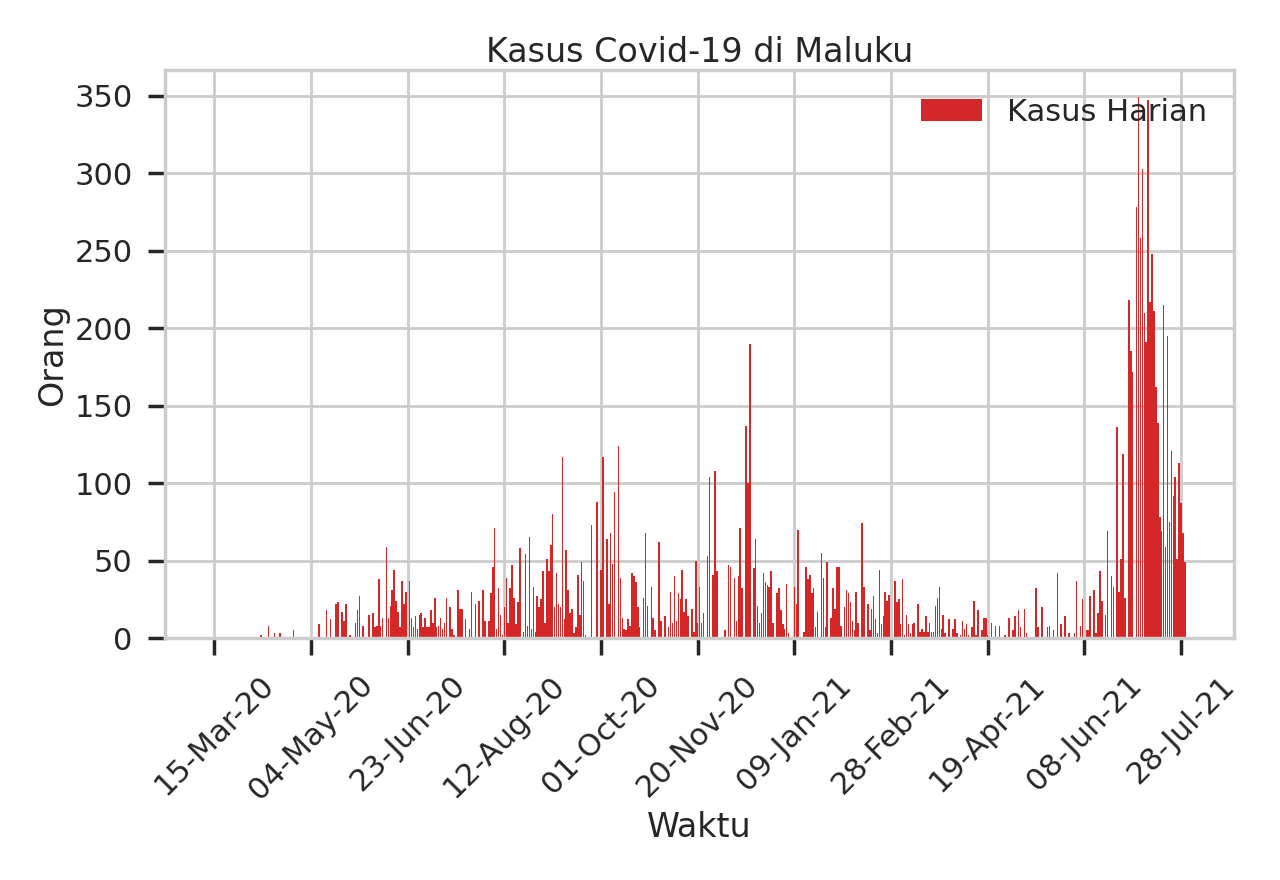 Kasus Covid-19 di Maluku
Kasus Harian
350
300
250
200
150
100
50
0
Orang
15-Mar-20
04-May-20
23-Jun-20
12-Aug-20
01-Oct-20
20-Nov-20
09-Jan-21
28-Feb-21
19-Apr-21
08-Jun-21
28-Jul-21
Waktu